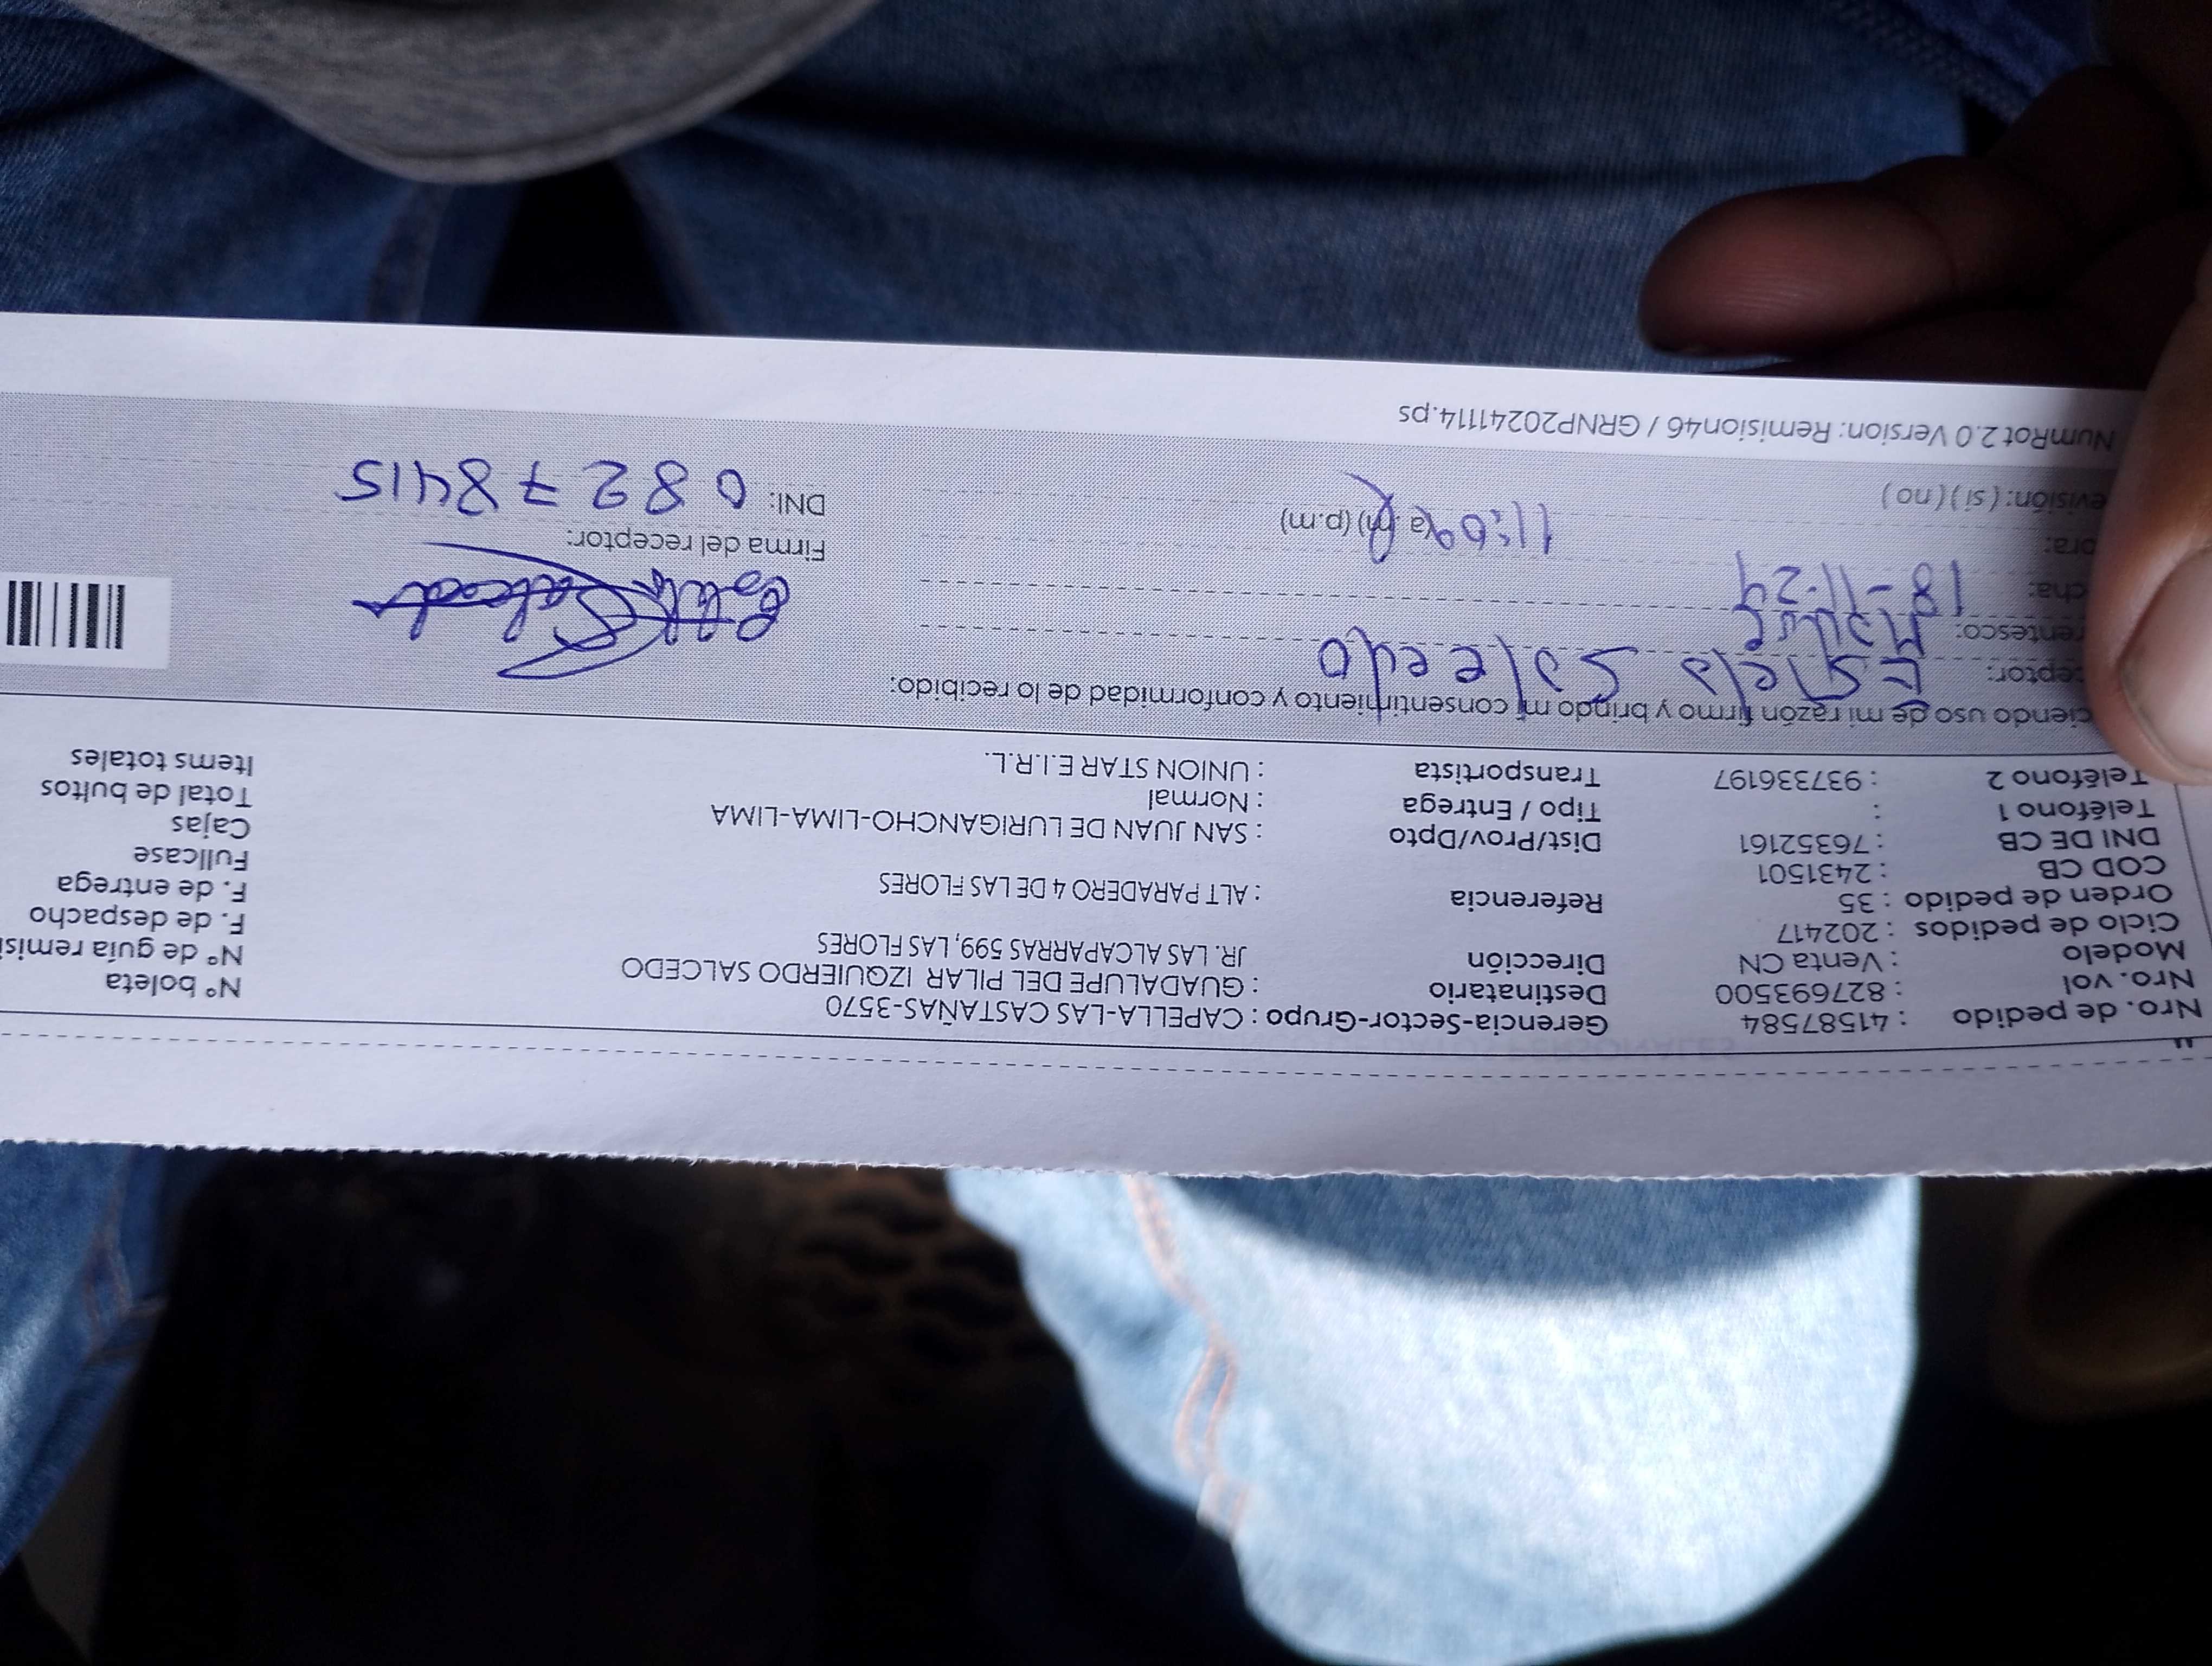 Nro. de pedido : 41587584 Gerencia-Sector-Grupo : CAPELLA-LAS CASTAÑAS-3570 N° boleta
Nro. vol : 827693500 Destinatario : GUADALUPE DEL PILAR IZQUIERDO SALCEDO N° de guía remisi
Modelo : Venta CN Dirección JR. LAS ALCAPARRAS 599, LAS FLORES F. de despacho
Ciclo de pedidos : 202417 F. de entrega
Orden de pedido : 35 Referencia : ALT PARADERO 4 DE LAS FLORES Fullcase
COD CB : 2431501 Cajas
DNI DE CB : 76352161 Dist/Prov/Dpto : SAN JUAN DE LURIGANCHO-LIMA-LIMA Total de bultos
Teléfono 1 : Tipo / Entrega : Normal Items totales
Teléfono 2 : 937336197 Transportista : UNION STAR E.I.R.L.
ciendo uso de mi razón firmo y brindo mi consentimiento y conformidad de lo recibido:
ceptor: Estela Salcedo
rentesco: Madre
cha: 18-11-24
ora: 11:09 (a.m) (p.m) Firma del receptor:
evisión: (si) (no) DNI: 08278415
NumRot 2.0 Version: Remision46 / GRNP20241114.ps